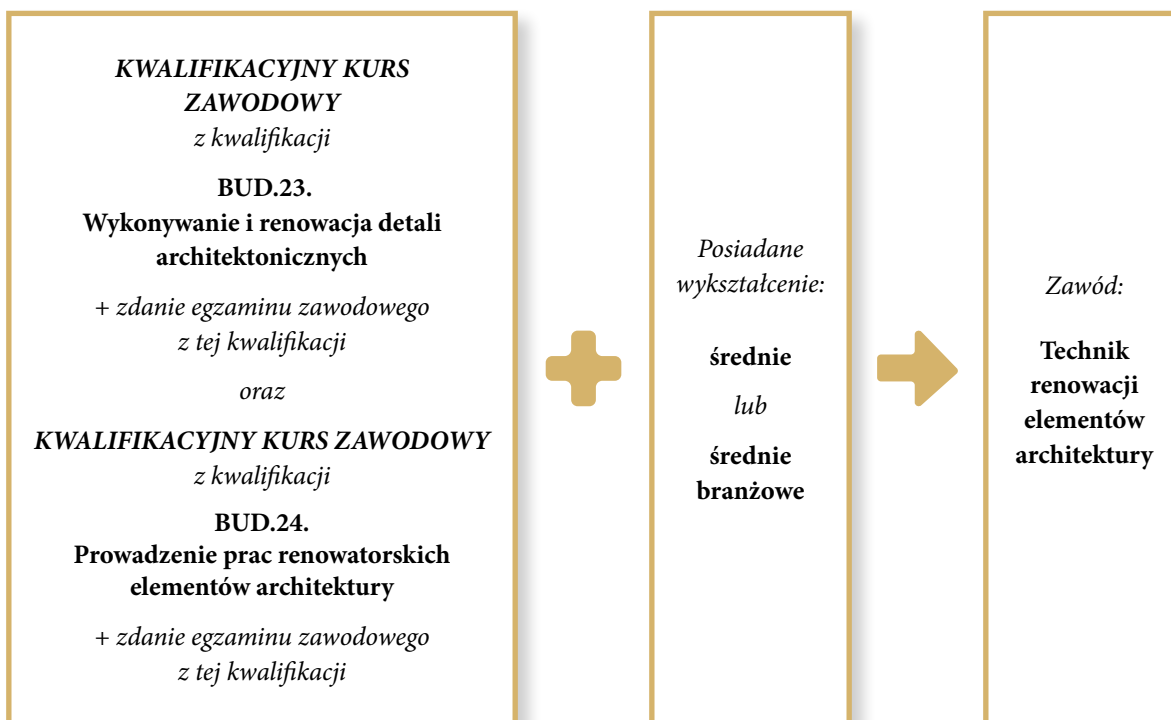 KWALIFIKACYJNY KURS
ZAWODOWY
z kwalifikacji
BUD.23.
Wykonywanie i renowacja detali
architektonicznych
+ zdanie egzaminu zawodowego
z tej kwalifikacji
oraz
KWALIFIKACYJNY KURS ZAWODOWY
z kwalifikacji
BUD.24.
Prowadzenie prac renowatorskich
elementów architektury
+ zdanie egzaminu zawodowego
z tej kwalifikacji
Posiadane
wykształcenie:
średnie
lub
średnie
branżowe
Zawód:
Technik
renowacji
elementów
architektury